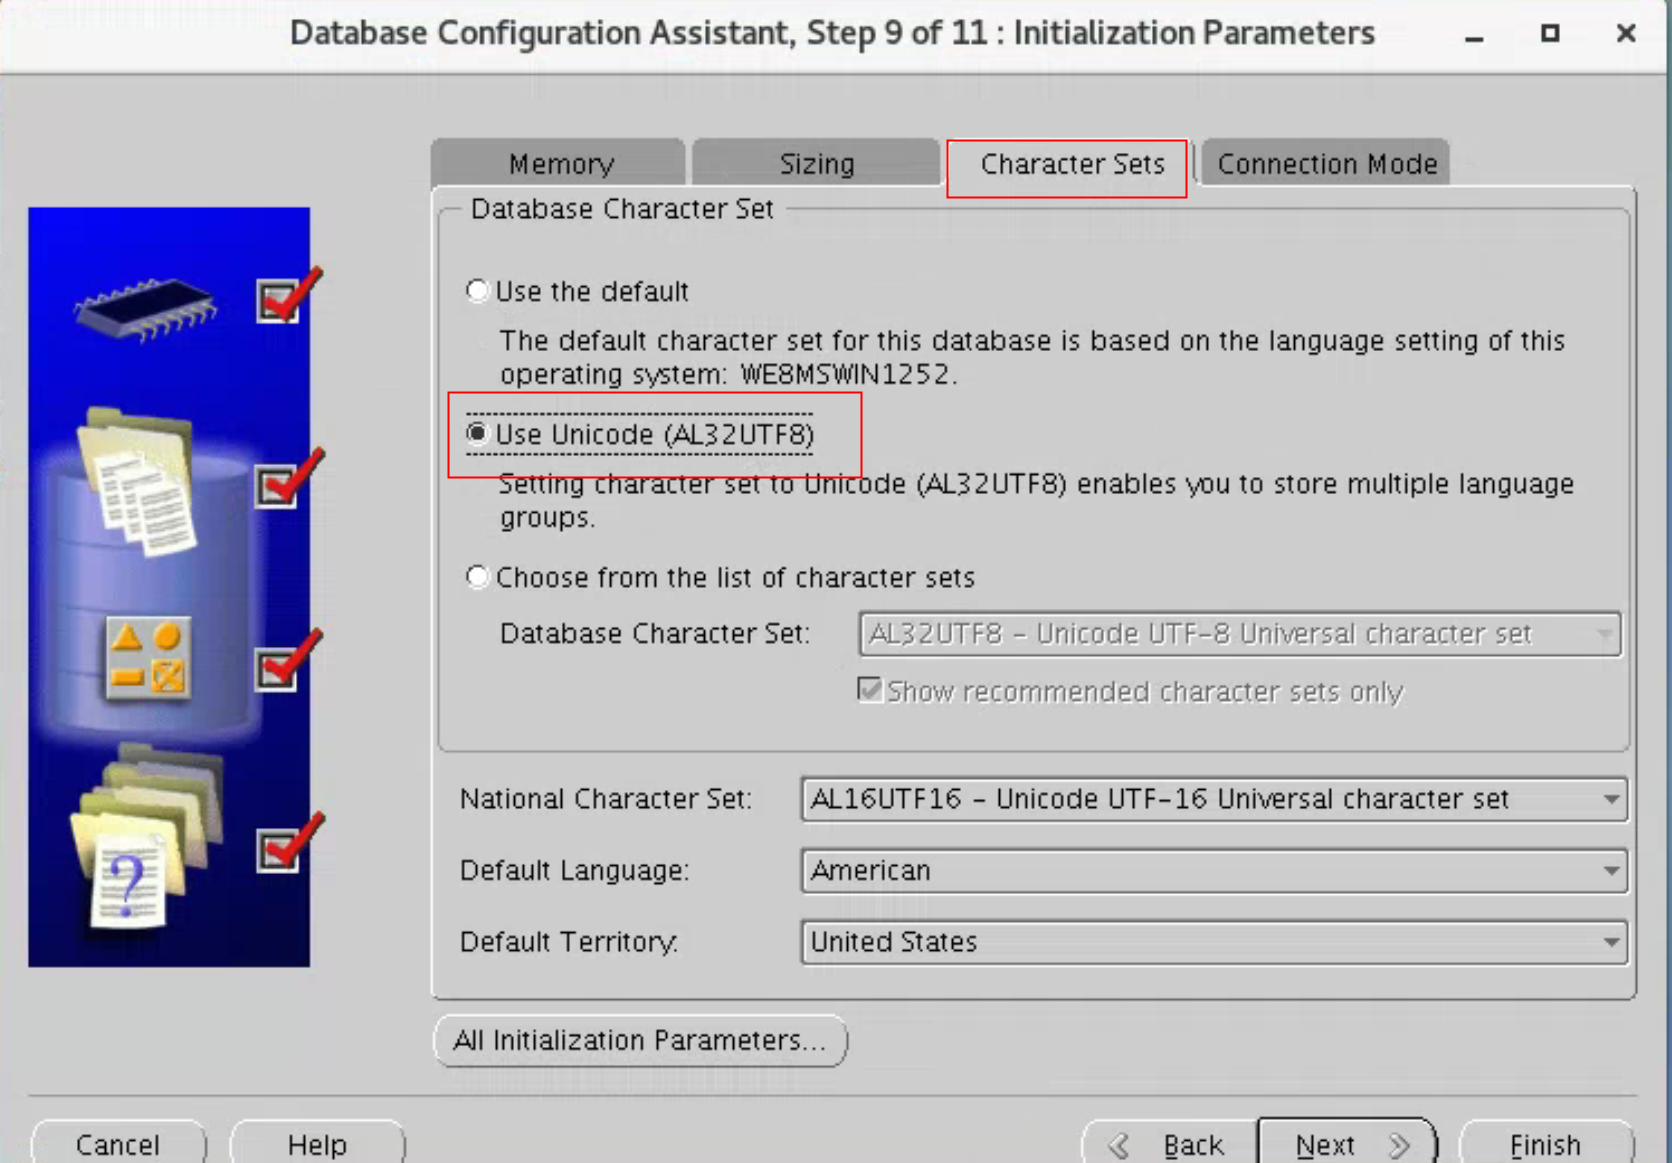 Database Configuration Assistant, Step 9 of 11 : Initialization Parameters
Memory
Sizing
Character Sets
Connection Mode
Database Character Set
Use the default
The default character set for this database is based on the language setting of this
operating system: WE8MSWIN1252.
Use Unicode (AL32UTF8)
Setting character set to Unicode (AL32UTF8) enables you to store multiple language
groups.
Choose from the list of character sets
Database Character Set: AL32UTF8 - Unicode UTF-8 Universal character set
Show recommended character sets only
National Character Set: AL16UTF16 - Unicode UTF-16 Universal character set
Default Language: American
Default Territory: United States
?
All Initialization Parameters...
Cancel
Help
Back
Next
Finish